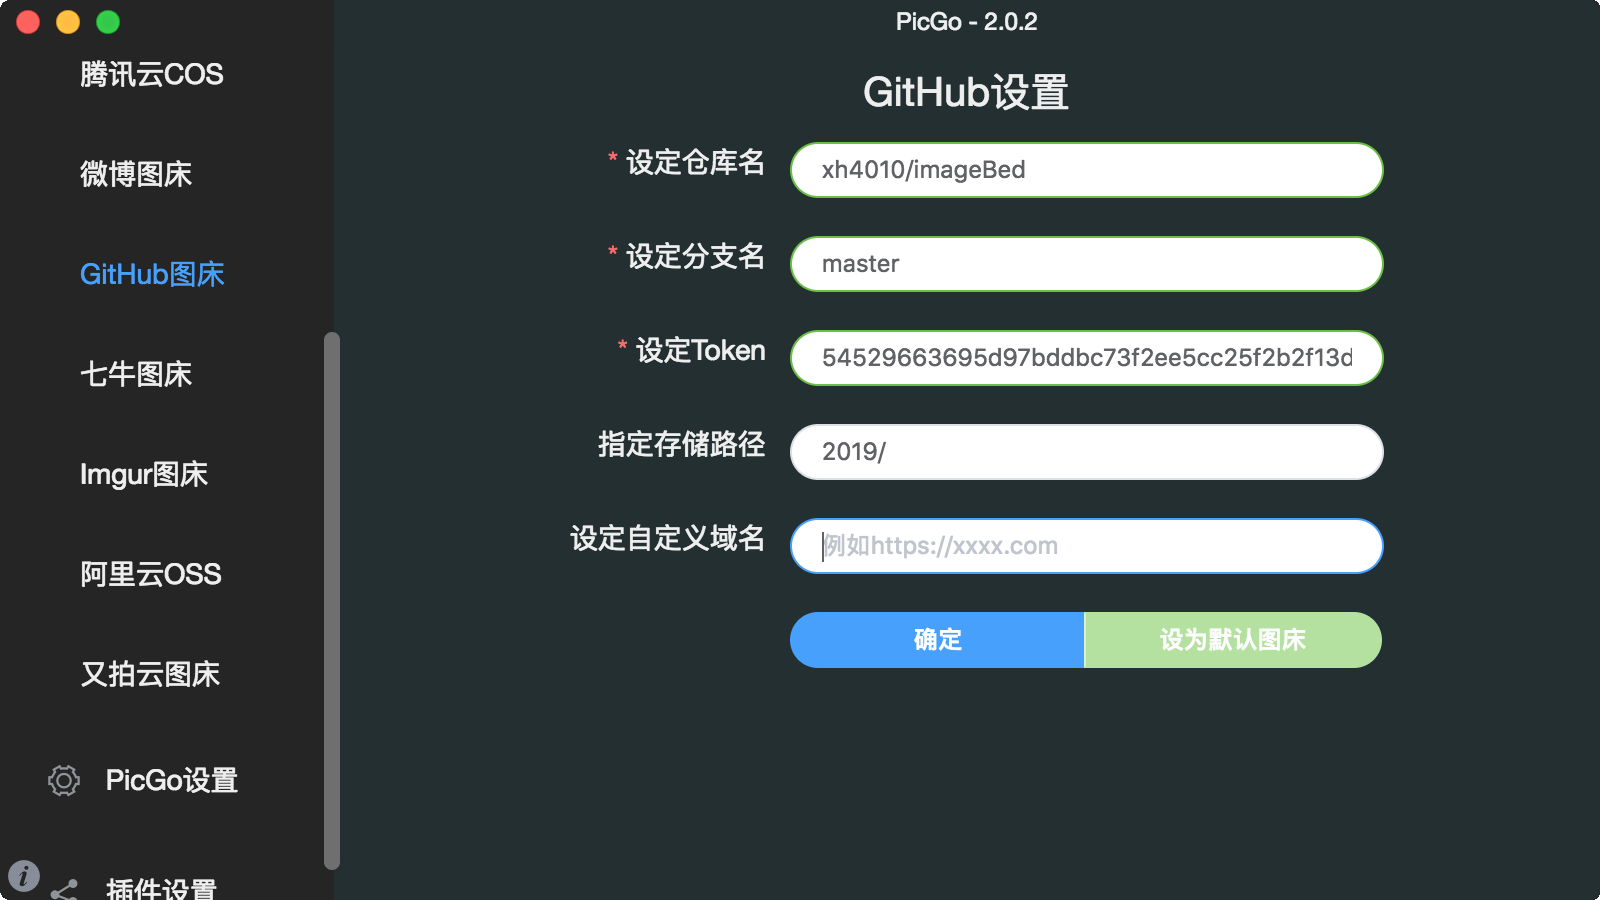 PicGo - 2.0.2
腾讯云COS
微博图床
GitHub图床
七牛图床
Imgur图床
阿里云OSS
又拍云图床
PicGo设置
插件设置
GitHub设置
* 设定仓库名
xh4010/imageBed
* 设定分支名
master
* 设定Token
54529663695d97bddbc73f2ee5cc25f2b2f13d
指定存储路径
2019/
设定自定义域名
例如https://xxxx.com
确定
设为默认图床